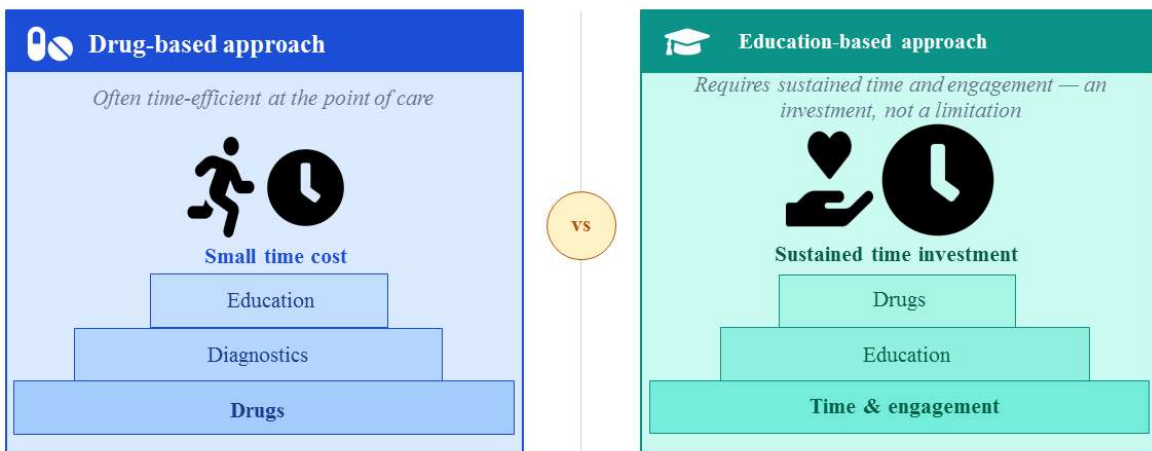 Drug-based approach
Often time-efficient at the point of care
Small time cost
Education
Diagnostics
Drugs
vs
Education-based approach
Requires sustained time and engagement — an
investment, not a limitation
Sustained time investment
Drugs
Education
Time & engagement